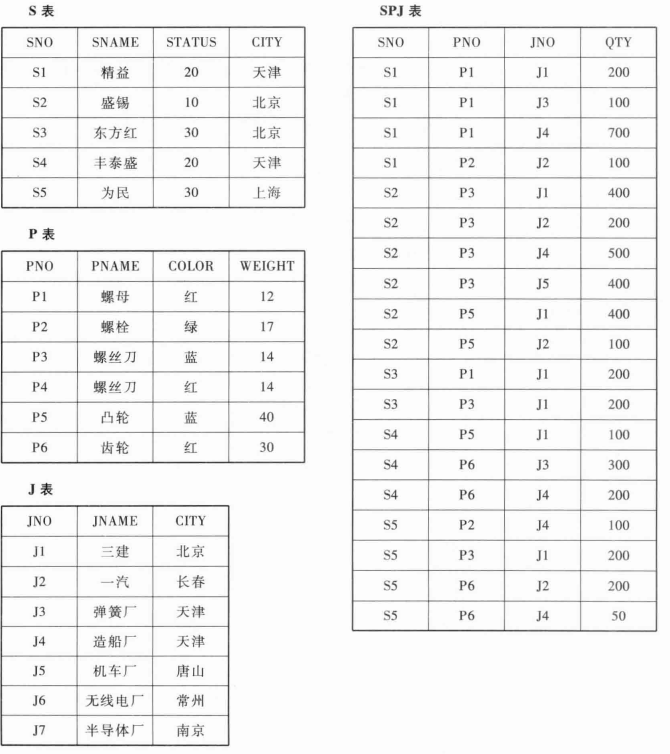 S 表
SNO SNAME STATUS CITY
S1 精益 20 天津
S2 盛锡 10 北京
S3 东方红 30 北京
S4 丰泰盛 20 天津
S5 为民 30 上海
P 表
PNO PNAME COLOR WEIGHT
P1 螺母 红 12
P2 螺栓 绿 17
P3 螺丝刀 蓝 14
P4 螺丝刀 红 14
P5 凸轮 蓝 40
P6 齿轮 红 30
J 表
JNO JNAME CITY
J1 三建 北京
J2 一汽 长春
J3 弹簧厂 天津
J4 造船厂 天津
J5 机车厂 唐山
J6 无线电厂 常州
J7 半导体厂 南京
SPJ 表
SNO PNO JNO QTY
S1 P1 J1 200
S1 P1 J3 100
S1 P1 J4 700
S1 P2 J2 100
S2 P3 J1 400
S2 P3 J2 200
S2 P3 J4 500
S2 P3 J5 400
S2 P5 J1 400
S2 P5 J2 100
S3 P1 J1 200
S3 P3 J1 200
S4 P5 J1 100
S4 P6 J3 300
S4 P6 J4 200
S5 P2 J4 100
S5 P3 J1 200
S5 P6 J2 200
S5 P6 J4 50